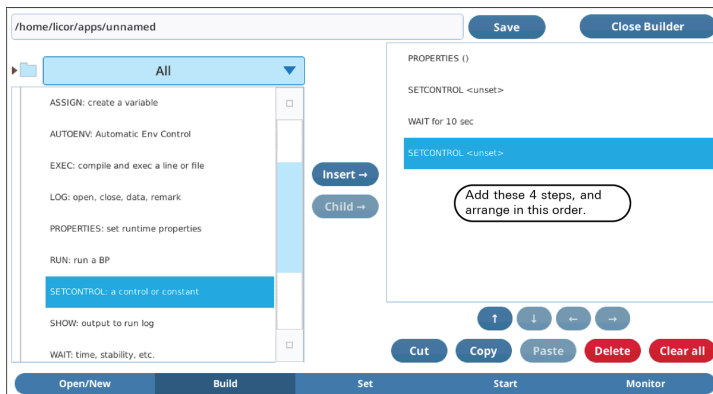 /home/licor/apps/unnamed
Save
Close Builder
All
ASSIGN: create a variable
AUTOENV: Automatic Env Control
EXEC: compile and exec a line or file
LOG: open, close, data, remark
PROPERTIES: set runtime properties
RUN: run a BP
SETCONTROL: a control or constant
SHOW: output to run log
WAIT: time, stability, etc.
Insert →
Child →
PROPERTIES ()
SETCONTROL <unset>
WAIT for 10 sec
SETCONTROL <unset>
Add these 4 steps, and
arrange in this order.
↑ ↓ ← →
Cut
Copy
Paste
Delete
Clear all
Open/New
Build
Set
Start
Monitor